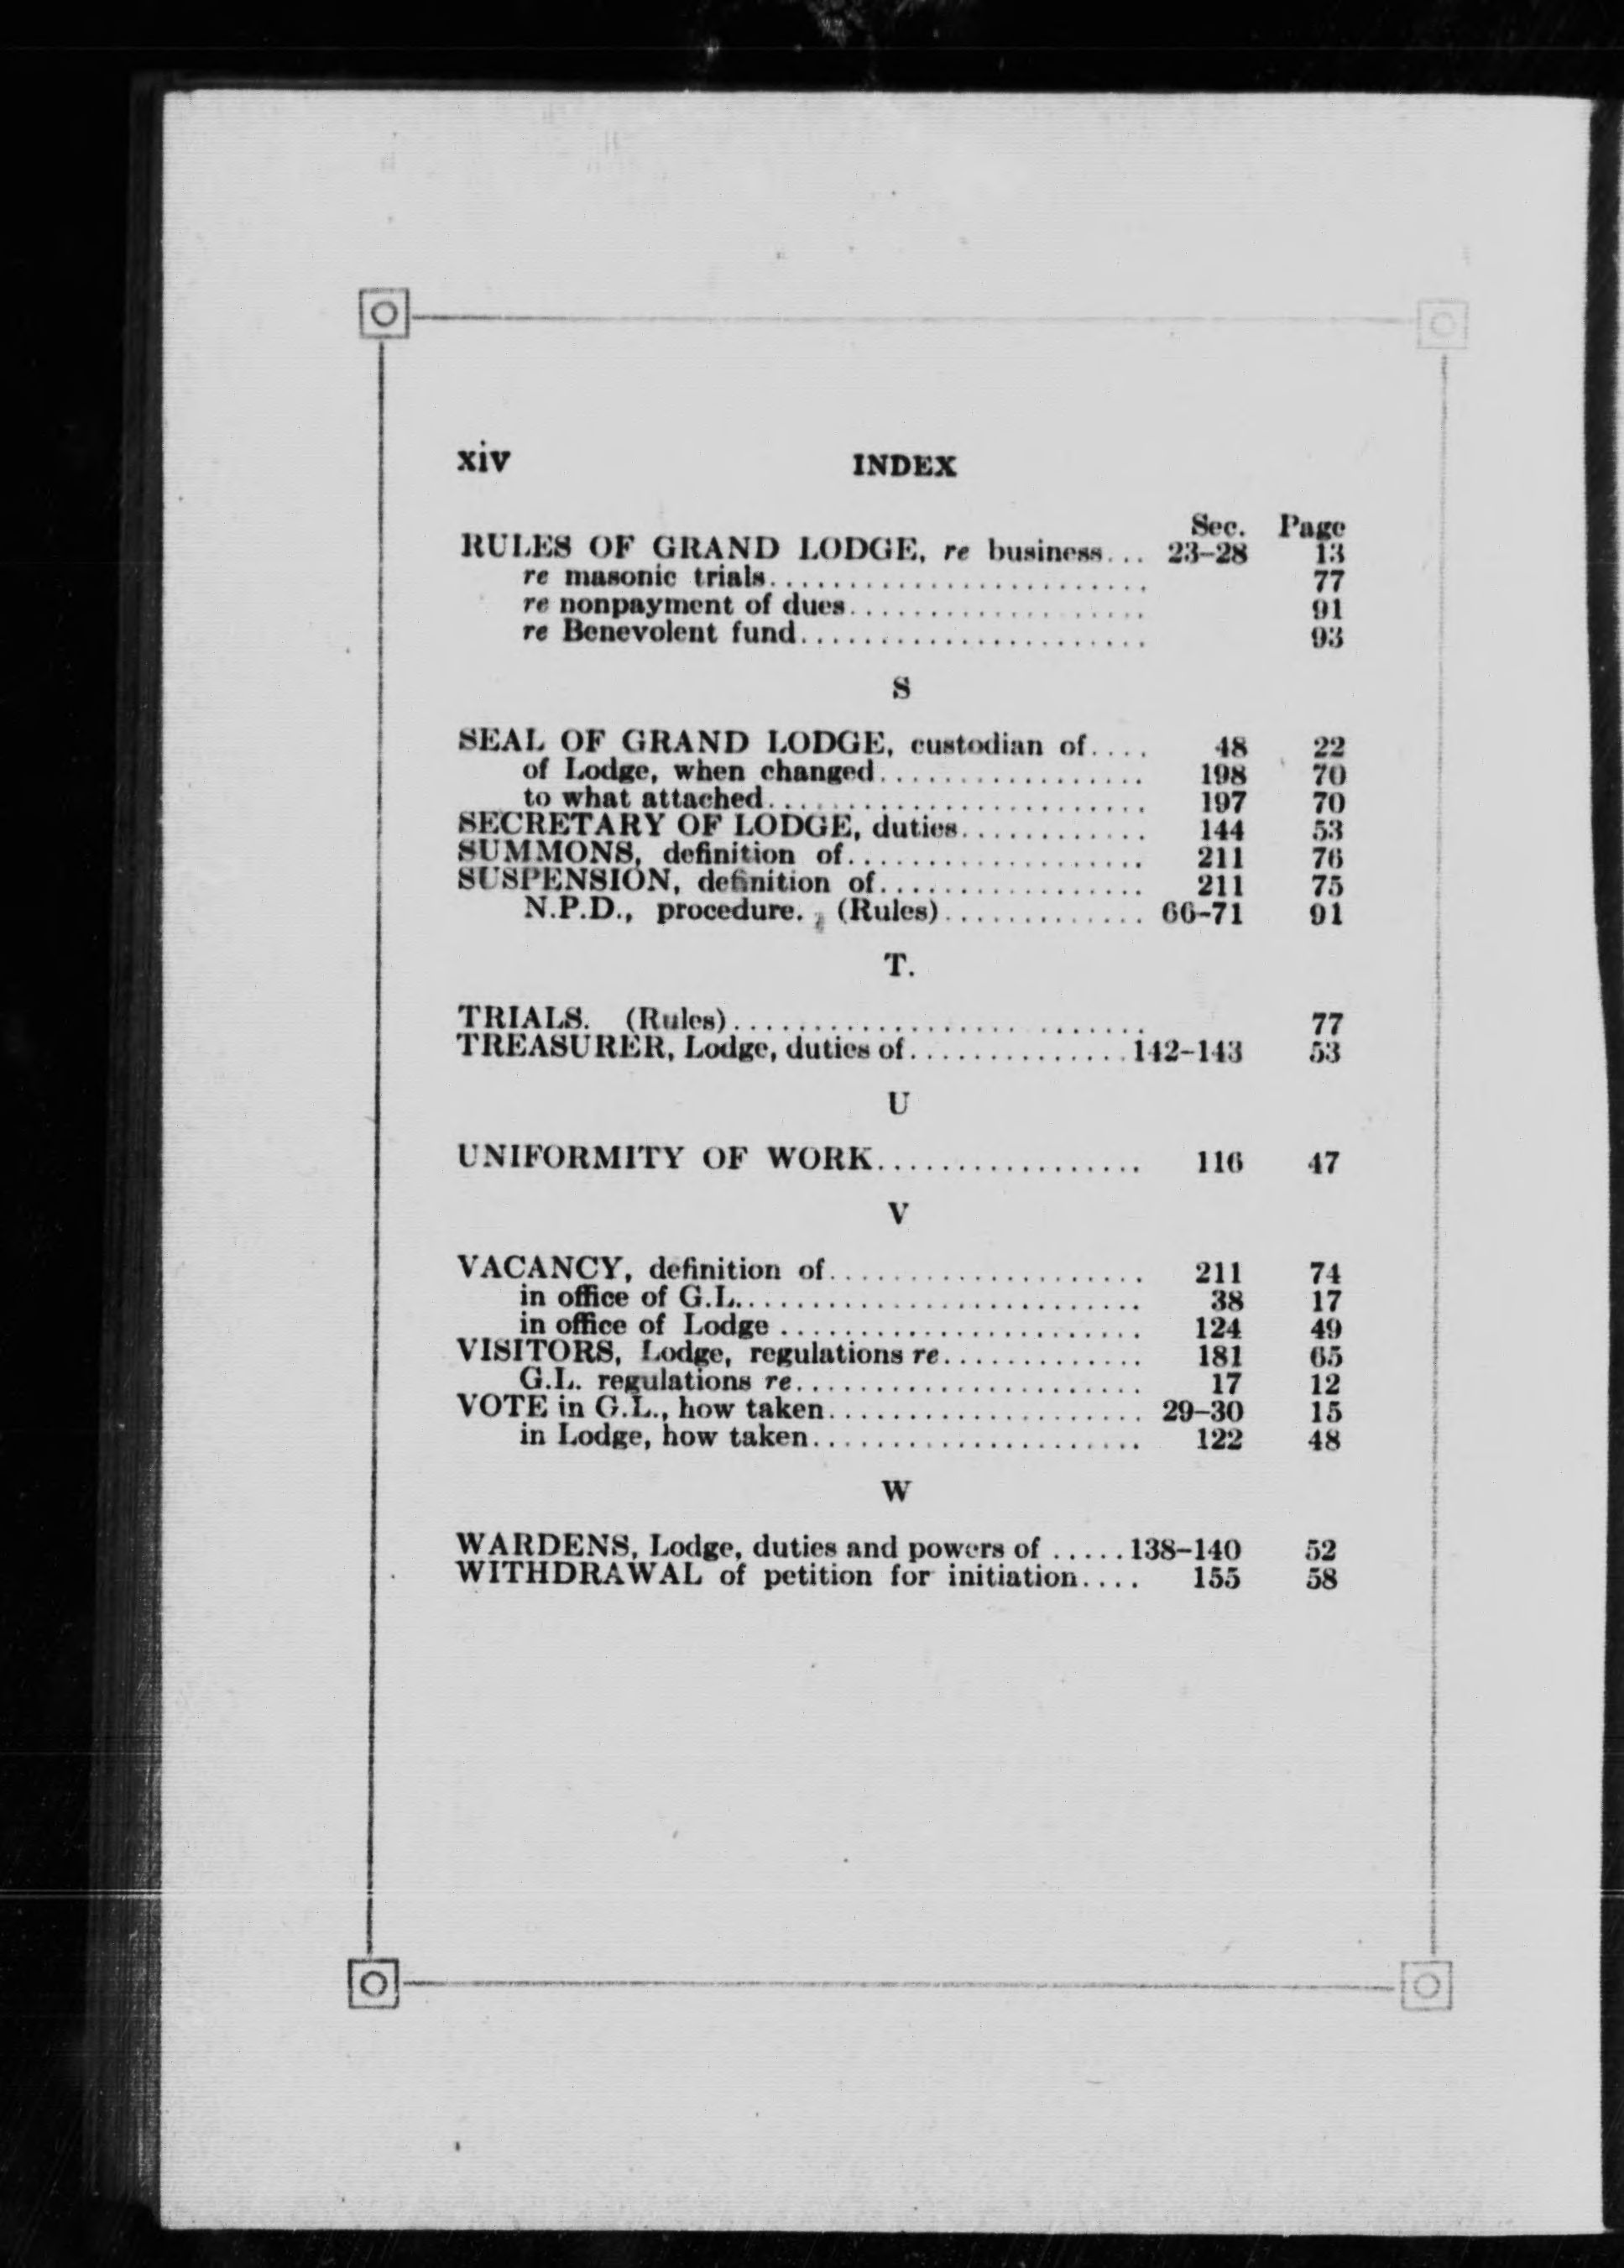 xiv INDEX
Sec. Page
RULES OF GRAND LODGE, re business... 23–28 13
re masonic trials........................ 77
re nonpayment of dues................... 91
re Benevolent fund...................... 93
S
SEAL OF GRAND LODGE, custodian of.... 48 22
of Lodge, when changed................. 198 70
to what attached........................ 197 70
SECRETARY OF LODGE, duties............ 144 53
SUMMONS, definition of................... 211 76
SUSPENSION, definition of................. 211 75
N.P.D., procedure. (Rules)............. 66-71 91
T.
TRIALS. (Rules).......................... 77
TREASURER, Lodge, duties of..............142–143 53
U
UNIFORMITY OF WORK................. 116 47
V
VACANCY, definition of.................... 211 74
in office of G.L.......................... 38 17
in office of Lodge ....................... 124 49
VISITORS, Lodge, regulations re............. 181 65
G.L. regulations re...................... 17 12
VOTE in G.L., how taken.................... 29–30 15
in Lodge, how taken..................... 122 48
W
WARDENS, Lodge, duties and powers of .....138–140 52
WITHDRAWAL of petition for initiation.... 155 58